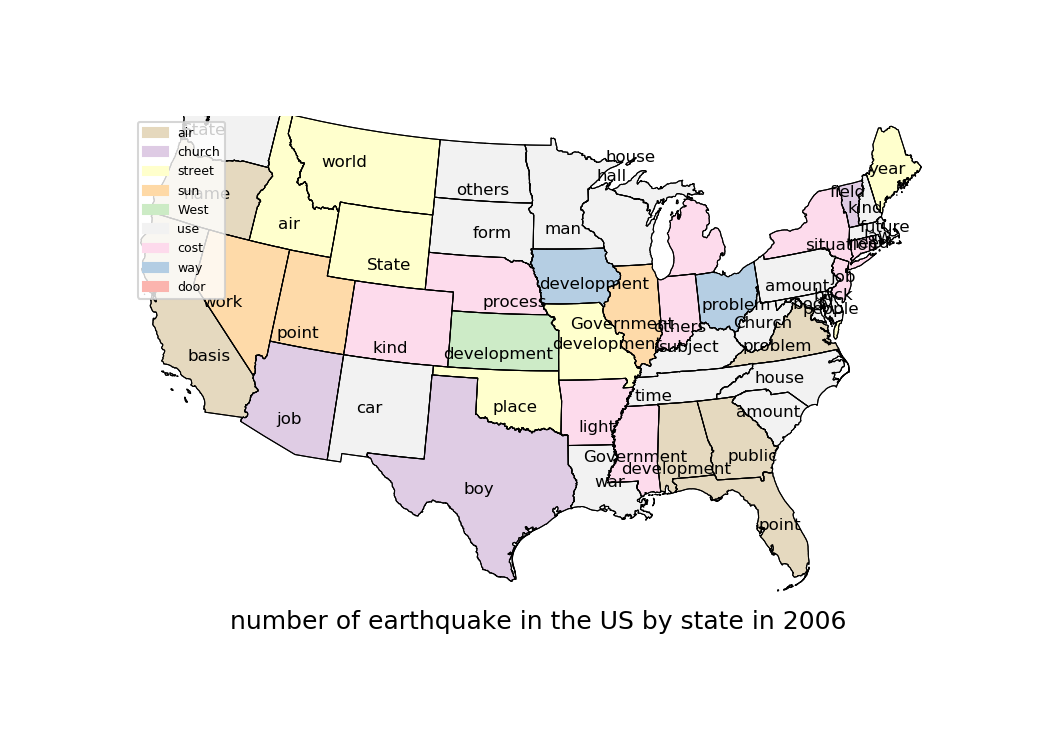 State
name
air
church
street
sun
West
use
cost
way
door
world
air
State
others
form
man
house
hall
work
point
basis
kind
process
development
development
Government
development
others
subject
problem
Church
problem
amount
people
job
situation
future
kind
field
year
job
car
place
light
time
house
amount
Government
war
development
public
point
boy
number of earthquake in the US by state in 2006